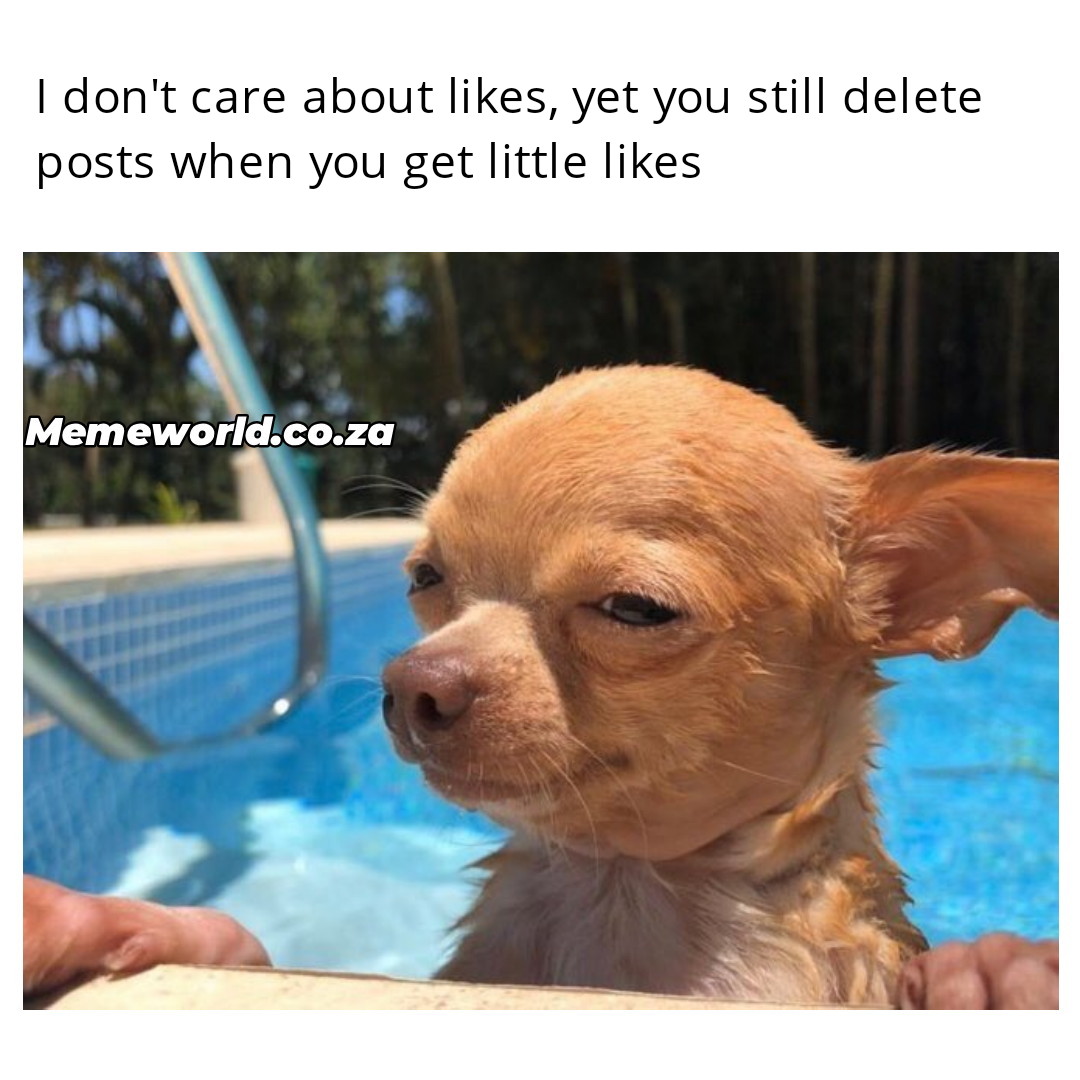 I don't care about likes, yet you still delete
posts when you get little likes
Memeworld.co.za